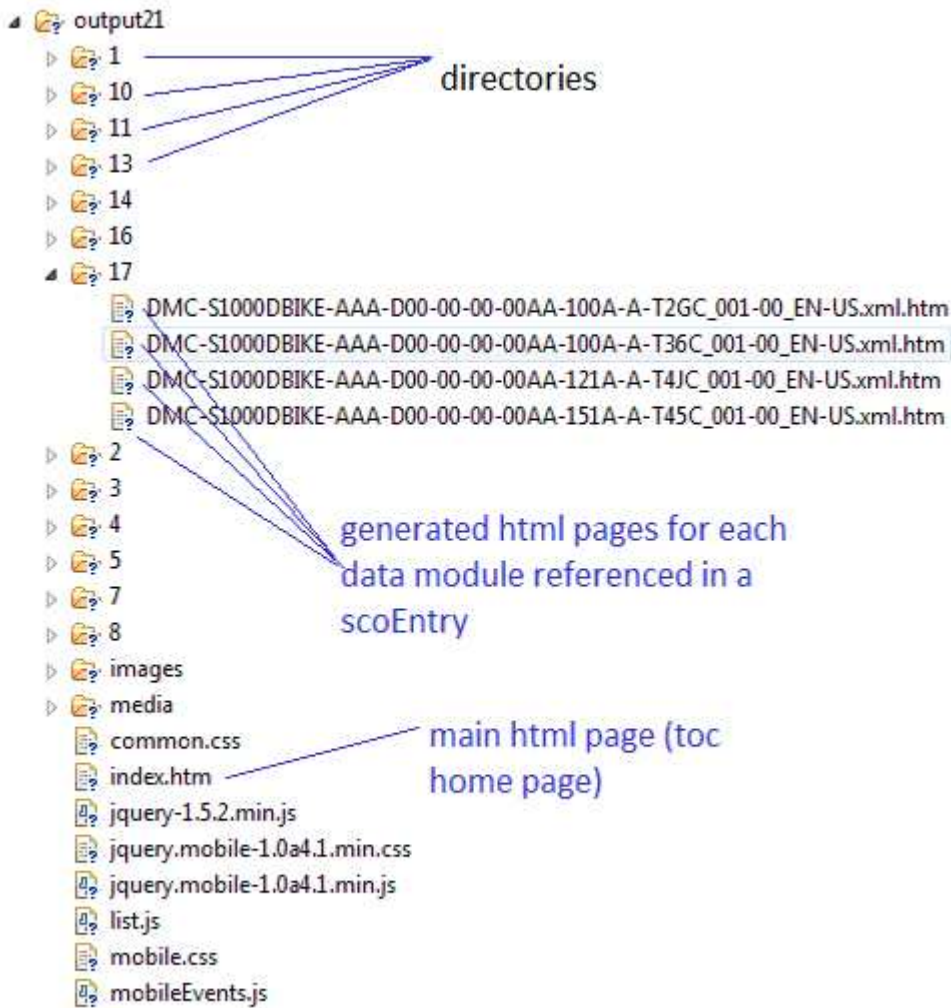 output21
1
directories
10
11
13
14
16
17
DMC-S1000DBIKE-AAA-D00-00-00-00AA-100A-A-T2GC_001-00_EN-US.xml.htm
DMC-S1000DBIKE-AAA-D00-00-00-00AA-100A-A-T36C_001-00_EN-US.xml.htm
DMC-S1000DBIKE-AAA-D00-00-00-00AA-121A-A-T4JC_001-00_EN-US.xml.htm
DMC-S1000DBIKE-AAA-D00-00-00-00AA-151A-A-T45C_001-00_EN-US.xml.htm
2
3
4
5
7
8
generated html pages for each
data module referenced in a
scoEntry
images
media
common.css
index.htm
main html page (toc
home page)
jquery-1.5.2.min.js
jquery.mobile-1.0a4.1.min.css
jquery.mobile-1.0a4.1.min.js
list.js
mobile.css
mobileEvents.js